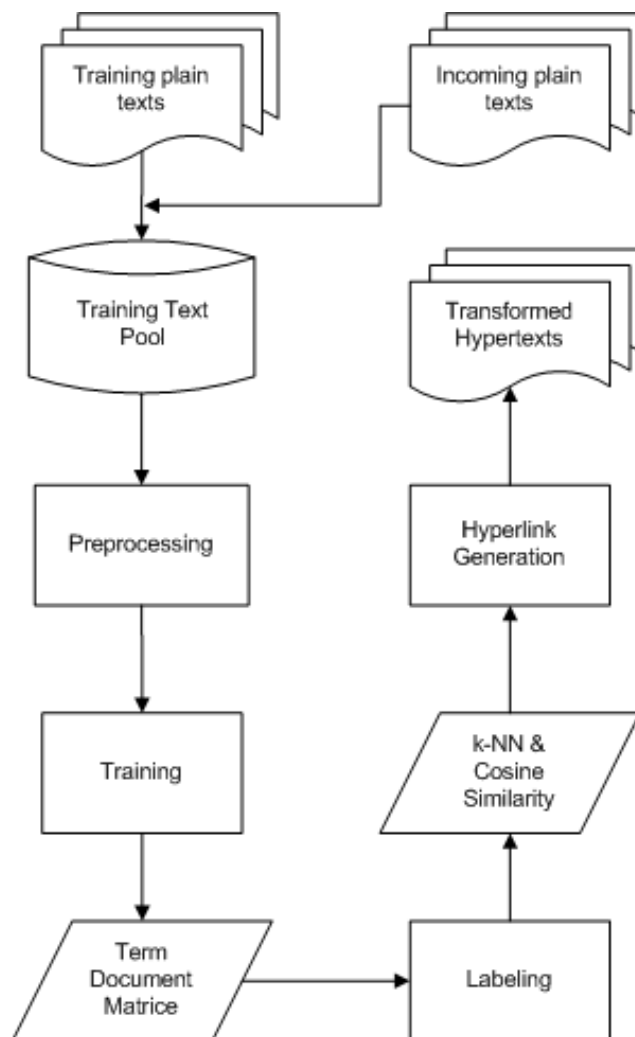 Training plain
texts
Incoming plain
texts
Training Text
Pool
Transformed
Hypertexts
Preprocessing
Hyperlink
Generation
Training
k-NN &
Cosine
Similarity
Term
Document
Matrice
Labeling